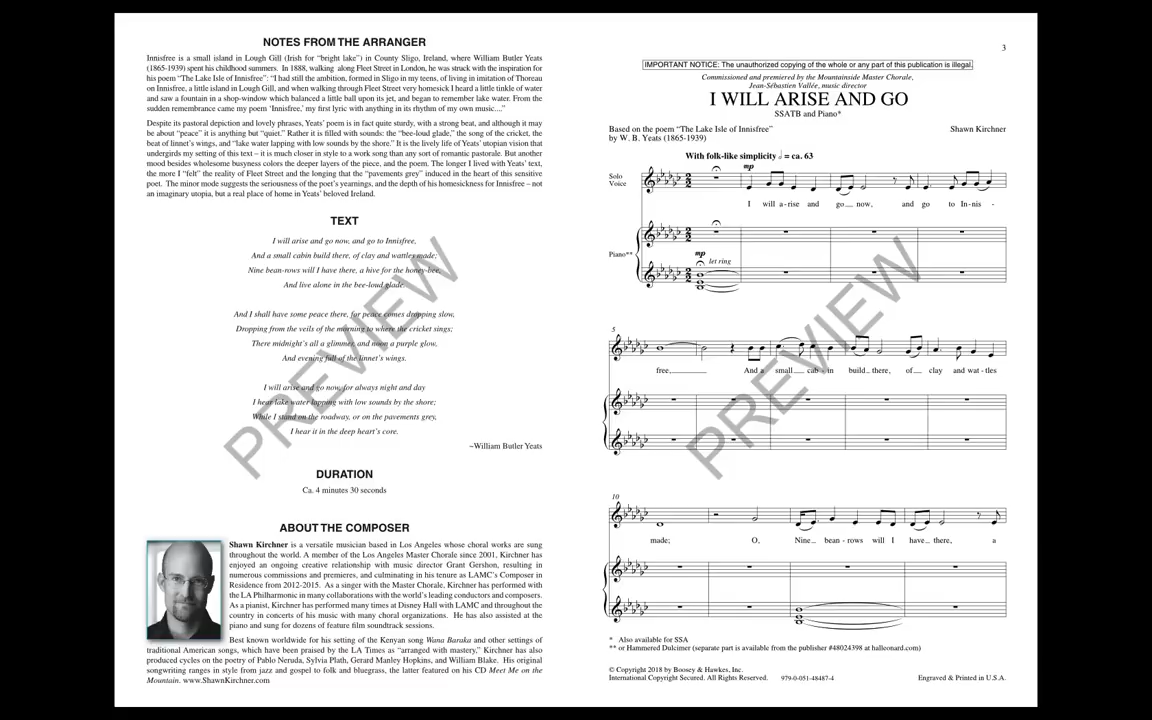 NOTES FROM THE ARRANGER
Innisfree is a small island in Lough Gill (Irish for “bright lake”) in County Sligo, Ireland, where William Butler Yeats
(1865-1939) spent his childhood summers. In 1888, walking along Fleet Street in London, he was struck with the inspiration for
his poem “The Lake Isle of Innisfree”: “I had still the ambition, formed in Sligo in my teens, of living in imitation of Thoreau
on Innisfree, a little island in Lough Gill, and when walking through Fleet Street very homesick I heard a little tinkle of water
and saw a fountain in a shop-window which balanced a little ball upon its jet, and began to remember lake water. From the
sudden remembrance came my poem ‘Innisfree,’ my first lyric with anything in its rhythm of my own music....”
Despite its pastoral depiction and lovely phrases, Yeats’ poem is in fact quite sturdy, with a strong beat, and although it may
be about “peace” it is anything but “quiet.” Rather it is filled with sounds: the “bee-loud glade,” the song of the cricket, the
beat of linnet’s wings, and “lake water lapping with low sounds by the shore.” It is the lively life of Yeats’ utopian vision that
undergirds my setting of this text – it is much closer in style to a work song than any sort of romantic pastorale. But another
mood besides wholesome busyness colors the deeper layers of the piece, and the poem. The longer I lived with Yeats’ text,
the more I “felt” the reality of Fleet Street and the longing that the “pavements grey” induced in the heart of this sensitive
poet. The minor mode suggests the seriousness of the poet’s yearnings, and the depth of his homesickness for Innisfree – not
an imaginary utopia, but a real place of home in Yeats’ beloved Ireland.
TEXT
I will arise and go now, and go to Innisfree,
And a small cabin build there, of clay and wattles made;
Nine bean-rows will I have there, a hive for the honey-bee,
And live alone in the bee-loud glade.
And I shall have some peace there, for peace comes dropping slow,
Dropping from the veils of the morning to where the cricket sings;
There midnight’s all a glimmer, and noon a purple glow,
And evening full of the linnet’s wings.
I will arise and go now, for always night and day
I hear lake water lapping with low sounds by the shore;
While I stand on the roadway, or on the pavements grey,
I hear it in the deep heart’s core.
~William Butler Yeats
DURATION
Ca. 4 minutes 30 seconds
ABOUT THE COMPOSER
Shawn Kirchner is a versatile musician based in Los Angeles whose choral works are sung
throughout the world. A member of the Los Angeles Master Chorale since 2001, Kirchner has
enjoyed an ongoing creative relationship with music director Grant Gershon, resulting in
numerous commissions and premieres, and culminating in his tenure as LAMC’s Composer in
Residence from 2012-2015. As a singer with the Master Chorale, Kirchner has performed with
the LA Philharmonic in many collaborations with the world’s leading conductors and composers.
As a pianist, Kirchner has performed many times at Disney Hall with LAMC and throughout the
country in concerts of his music with many choral organizations. He has also assisted at the
piano and sung for dozens of feature film soundtrack sessions.
Best known worldwide for his setting of the Kenyan song Wana Baraka and other settings of
traditional American songs, which have been praised by the LA Times as “arranged with mastery,” Kirchner has also
produced cycles on the poetry of Pablo Neruda, Sylvia Plath, Gerard Manley Hopkins, and William Blake. His original
songwriting ranges in style from jazz and gospel to folk and bluegrass, the latter featured on his CD Meet Me on the
Mountain. www.ShawnKirchner.com
PREVIEW
3
IMPORTANT NOTICE: The unauthorized copying of the whole or any part of this publication is illegal.
Commissioned and premiered by the Mountainside Master Chorale,
Jean-Sébastien Vallée, music director
I WILL ARISE AND GO
SSATB and Piano*
Based on the poem “The Lake Isle of Innisfree”
by W. B. Yeats (1865-1939)
Shawn Kirchner
With folk-like simplicity = ca. 63
mp
Solo
Voice
I will a-rise and go__ now, and go to In-nis -
Piano**
mp
let ring
5
free,________ And a small___ cab - in build__ there, of__ clay and wat-tles
10
made; O, Nine__ bean - rows will I have__ there, a
* Also available for SSA
** or Hammered Dulcimer (separate part is available from the publisher #48024398 at halleonard.com)
© Copyright 2018 by Boosey & Hawkes, Inc.
International Copyright Secured. All Rights Reserved. 979-0-051-48487-4 Engraved & Printed in U.S.A.
PREVIEW